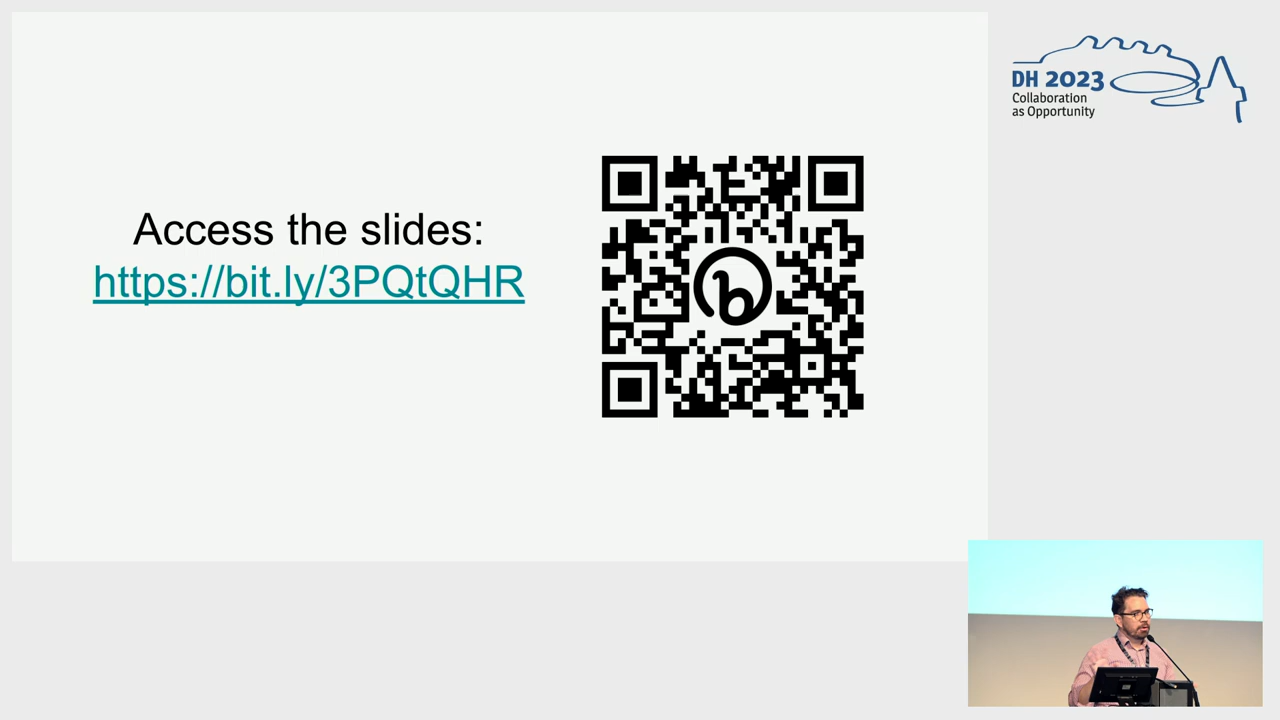 Access the slides:
https://bit.ly/3PQtQHR
DH 2023
Collaboration
as Opportunity